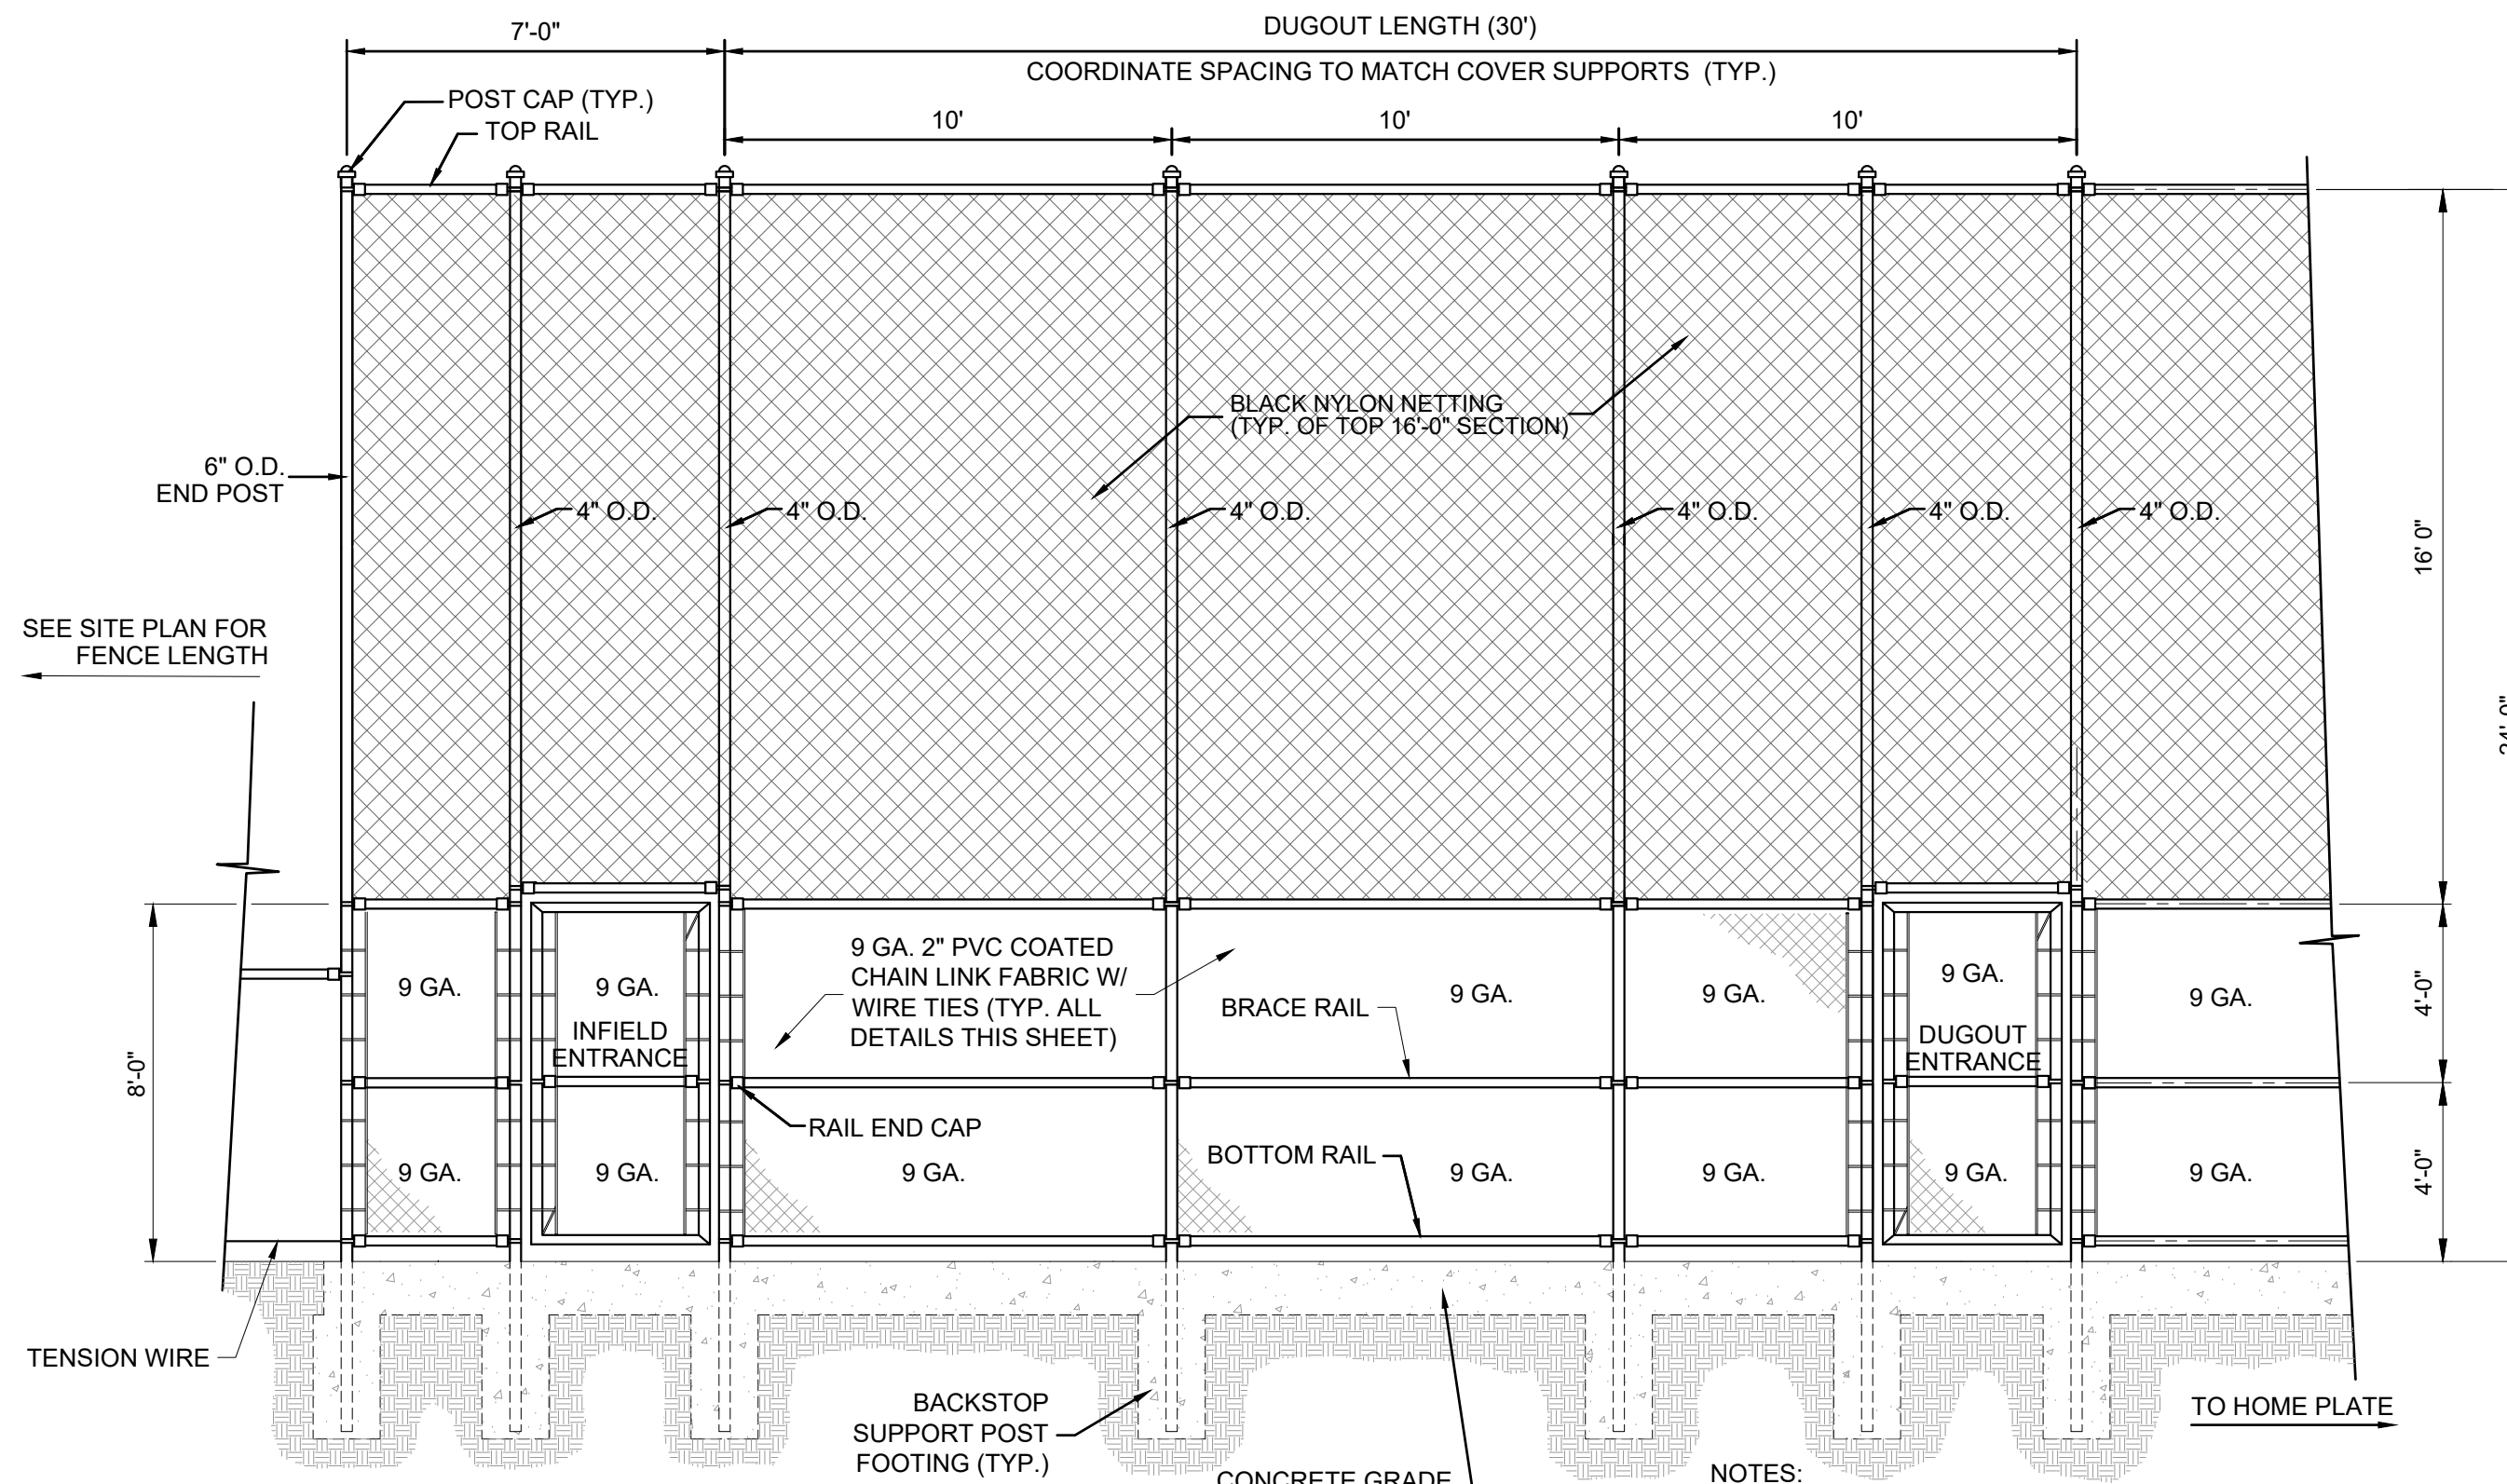 7'-0"
DUGOUT LENGTH (30')
COORDINATE SPACING TO MATCH COVER SUPPORTS (TYP.)
10'
10'
10'
POST CAP (TYP.)
TOP RAIL
BLACK NYLON NETTING
(TYP. OF TOP 16'-0" SECTION)
6" O.D.
END POST
4" O.D.
4" O.D.
4" O.D.
4" O.D.
4" O.D.
4" O.D.
16' 0"
SEE SITE PLAN FOR
FENCE LENGTH
24'-0"
9 GA.
9 GA.
INFIELD
ENTRANCE
9 GA. 2" PVC COATED
CHAIN LINK FABRIC W/
WIRE TIES (TYP. ALL
DETAILS THIS SHEET)
BRACE RAIL
9 GA.
9 GA.
9 GA.
DUGOUT
ENTRANCE
9 GA.
4'-0"
8'-0"
RAIL END CAP
BOTTOM RAIL
9 GA.
9 GA.
9 GA.
9 GA.
9 GA.
9 GA.
9 GA.
4'-0"
TENSION WIRE
BACKSTOP
SUPPORT POST
FOOTING (TYP.)
TO HOME PLATE
CONCRETE GRADE
NOTES: